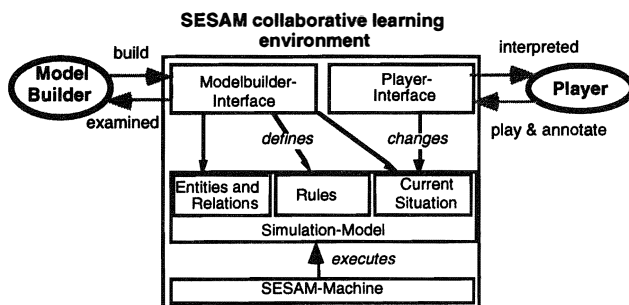 SESAM collaborative learning
environment
build
interpreted
Model
Builder
Modelbuilder-
Interface
Player-
Interface
Player
examined
play & annotate
defines
changes
Entities and
Relations
Rules
Current
Situation
Simulation-Model
executes
SESAM-Machine